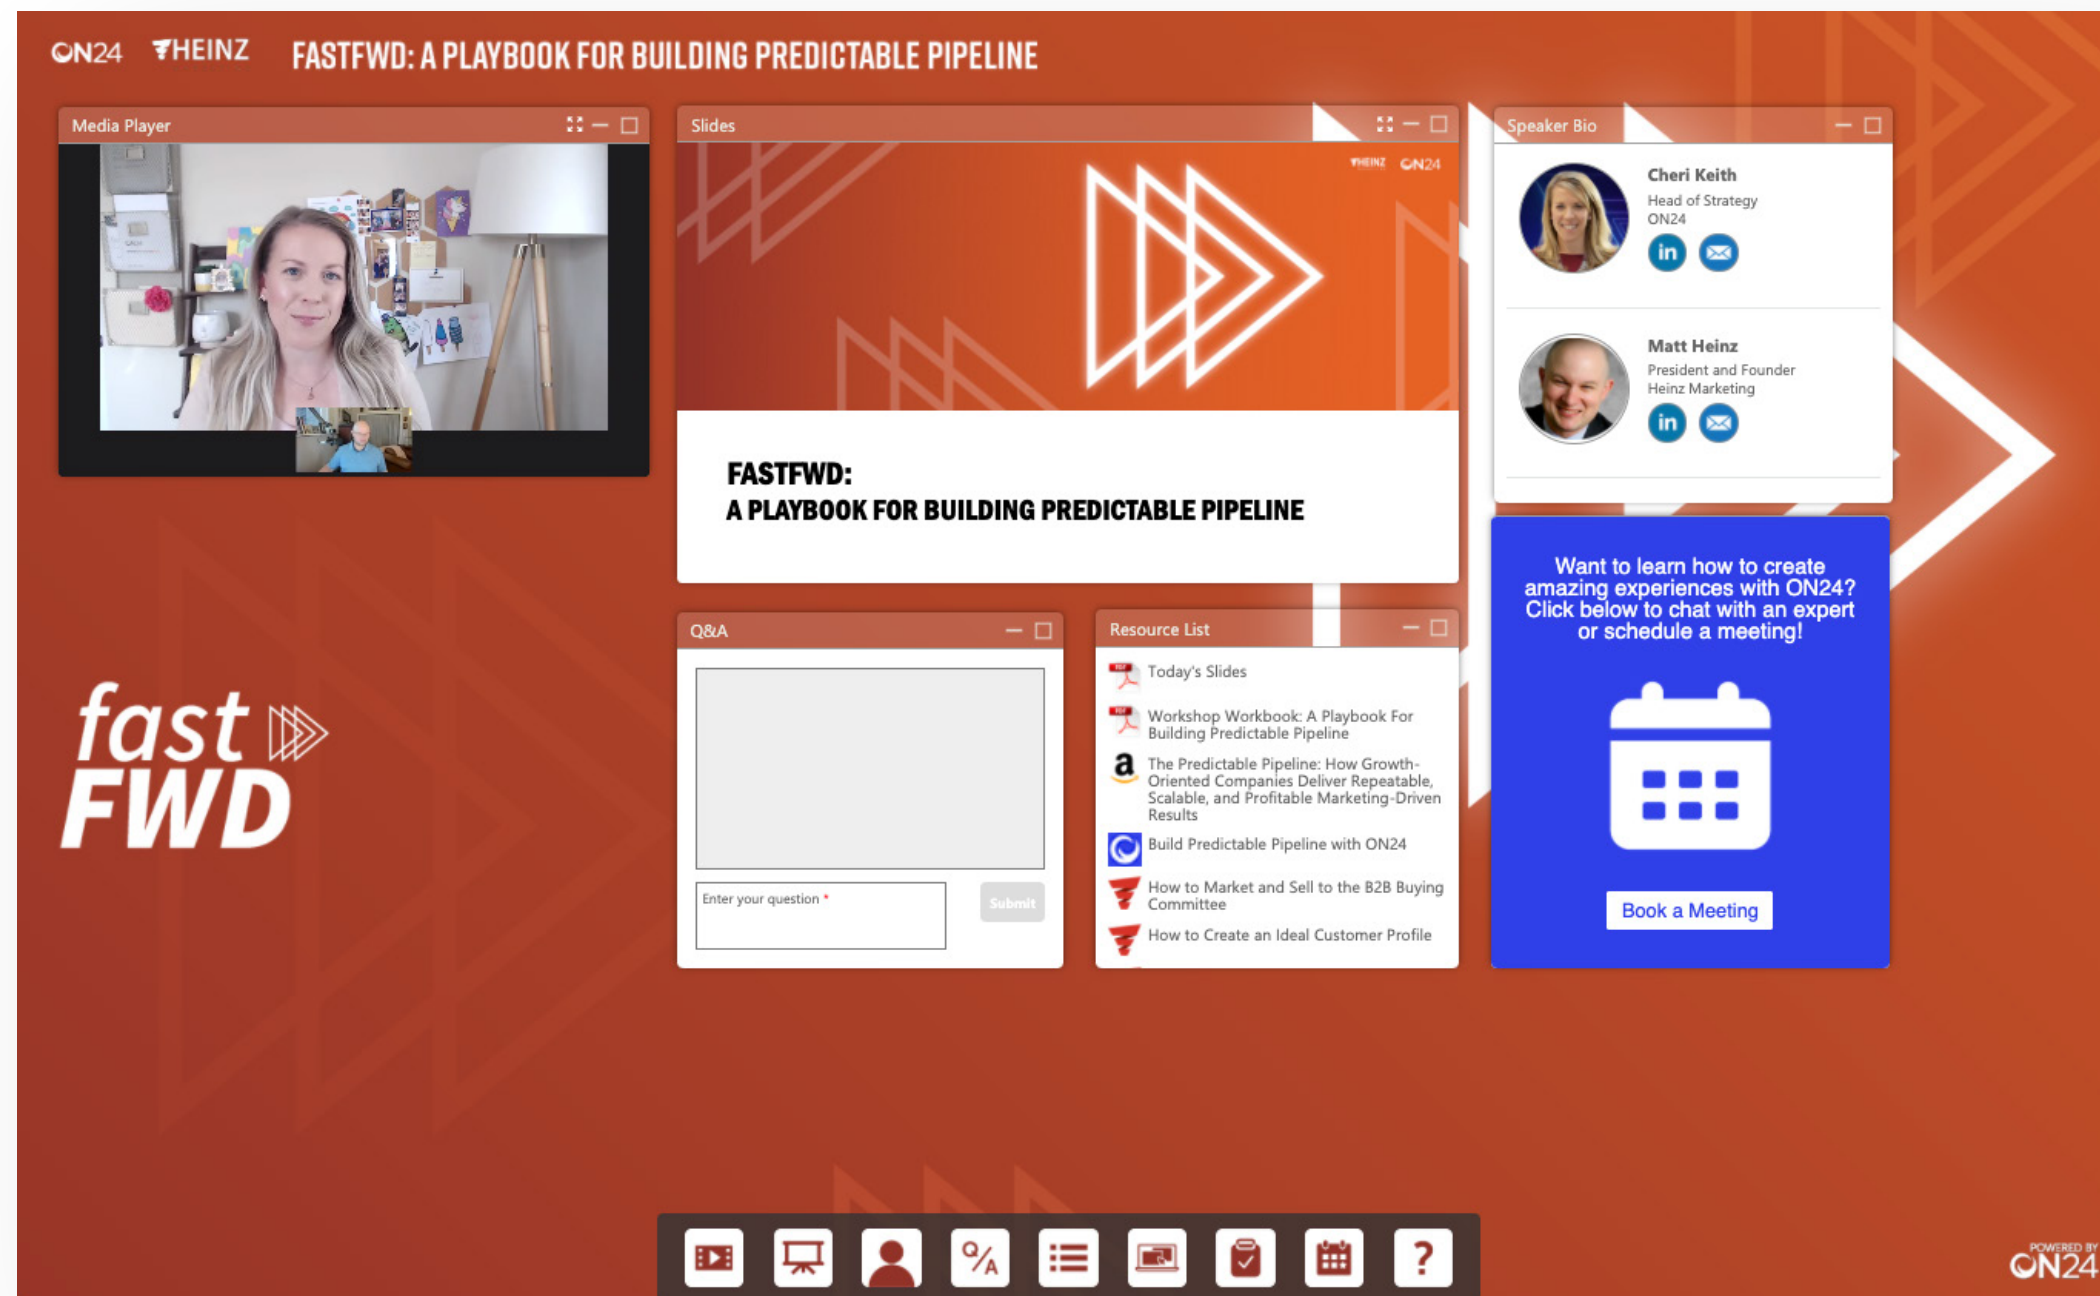 ON24 HEINZ FASTFWD: A PLAYBOOK FOR BUILDING PREDICTABLE PIPELINE
Media Player
Slides
HEINZ ON24
FASTFWD:
A PLAYBOOK FOR BUILDING PREDICTABLE PIPELINE
Speaker Bio
Cheri Keith
Head of Strategy
ON24
in
Matt Heinz
President and Founder
Heinz Marketing
in
fast
FWD
Q&A
Enter your question *
Submit
Resource List
Today's Slides
Workshop Workbook: A Playbook For
Building Predictable Pipeline
The Predictable Pipeline: How Growth-
Oriented Companies Deliver Repeatable,
Scalable, and Profitable Marketing-Driven
Results
Build Predictable Pipeline with ON24
How to Market and Sell to the B2B Buying
Committee
How to Create an Ideal Customer Profile
Want to learn how to create
amazing experiences with ON24?
Click below to chat with an expert
or schedule a meeting!
Book a Meeting
Q/A
?
POWERED BY
ON24